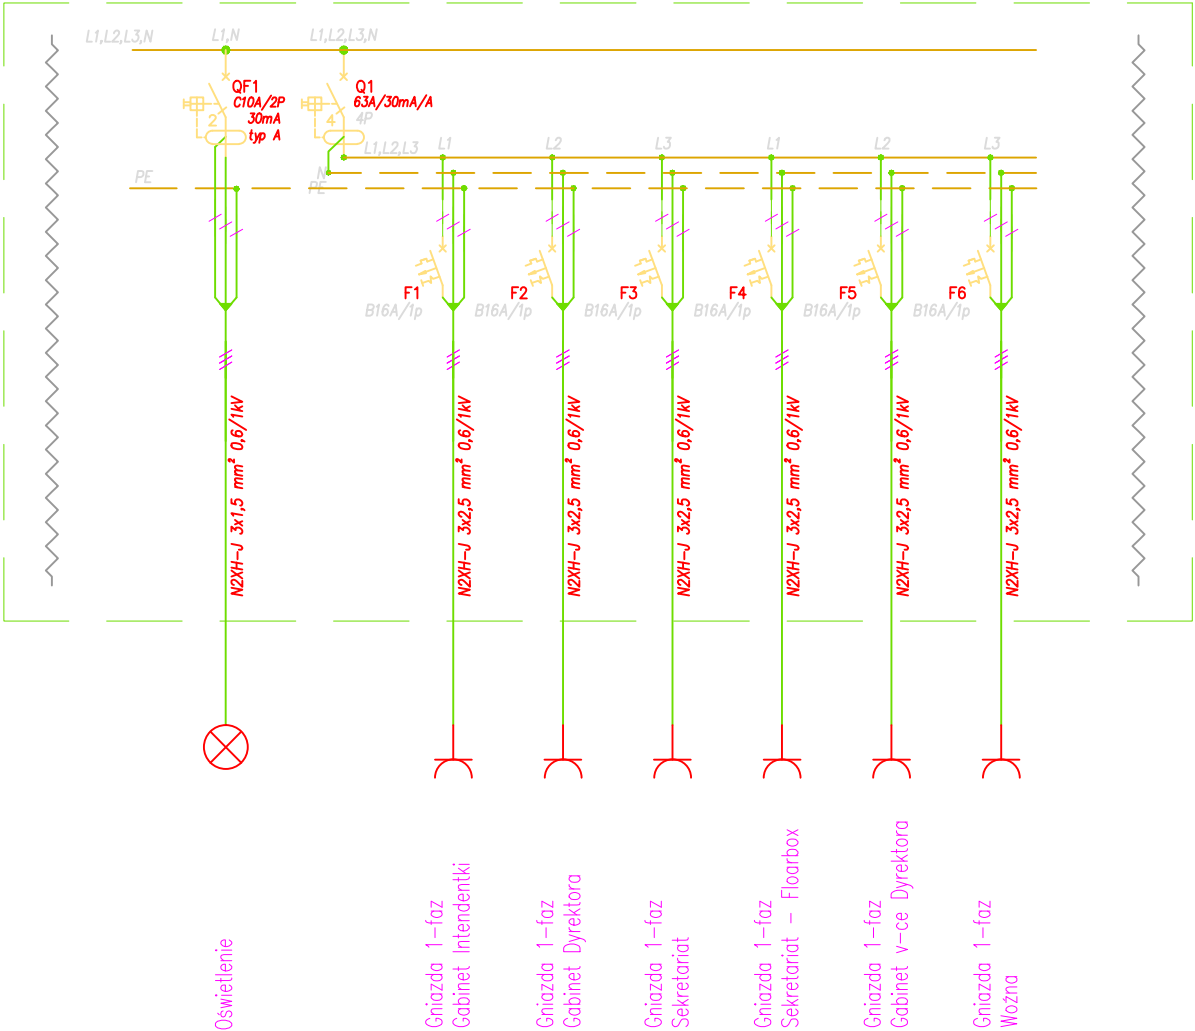 L1,L2,L3,N
L1,N
L1,L2,L3,N
QF1
C10A/2P
30mA
typ A
2
Q1
63A/30mA/A
4P
4
L1,L2,L3
N
PE
PE
L1
L2
L3
L1
L2
L3
F1
B16A/1p
F2
B16A/1p
F3
B16A/1p
F4
B16A/1p
F5
B16A/1p
F6
B16A/1p
N2XH-J 3x1,5 mm² 0,6/1kV
N2XH-J 3x2,5 mm² 0,6/1kV
N2XH-J 3x2,5 mm² 0,6/1kV
N2XH-J 3x2,5 mm² 0,6/1kV
N2XH-J 3x2,5 mm² 0,6/1kV
N2XH-J 3x2,5 mm² 0,6/1kV
N2XH-J 3x2,5 mm² 0,6/1kV
Oświetlenie
Gniazda 1-faz
Gabinet Intendentki
Gniazda 1-faz
Gabinet Dyrektora
Gniazda 1-faz
Sekretariat
Gniazda 1-faz
Sekretariat - Floarbox
Gniazda 1-faz
Gabinet v-ce Dyrektora
Gniazda 1-faz
Woźna